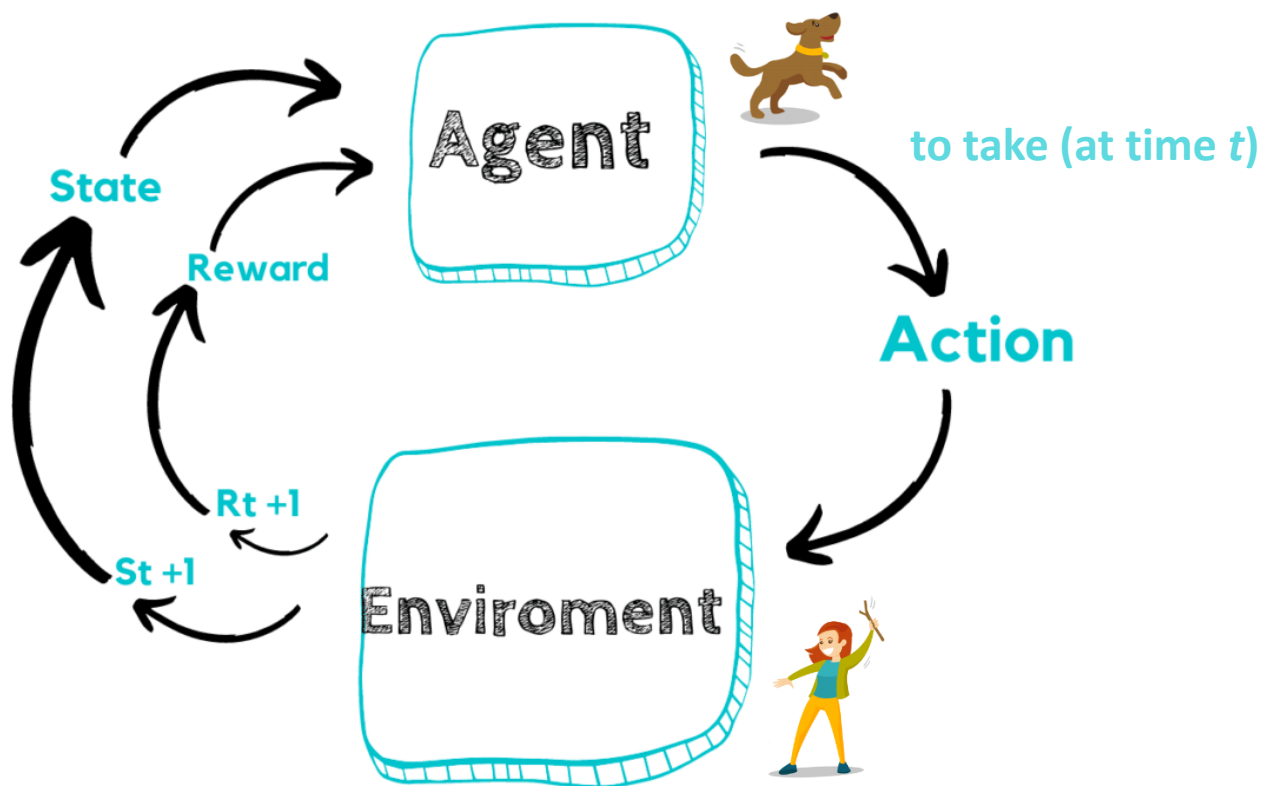 Agent
to take (at time t)
State
Reward
Action
Rt +1
St +1
Enviroment